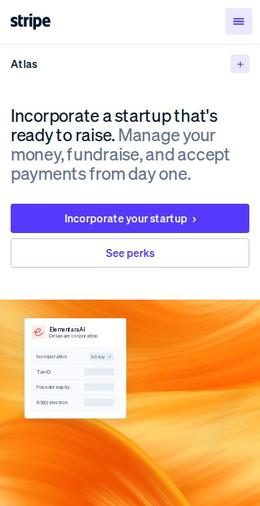 stripe
Atlas
+
Incorporate a startup that's
ready to raise. Manage your
money, fundraise, and accept
payments from day one.
Incorporate your startup ›
See perks
ElementaraAI
Delaware corporation
Incorporation
Tax ID
Founder equity
83(b) election